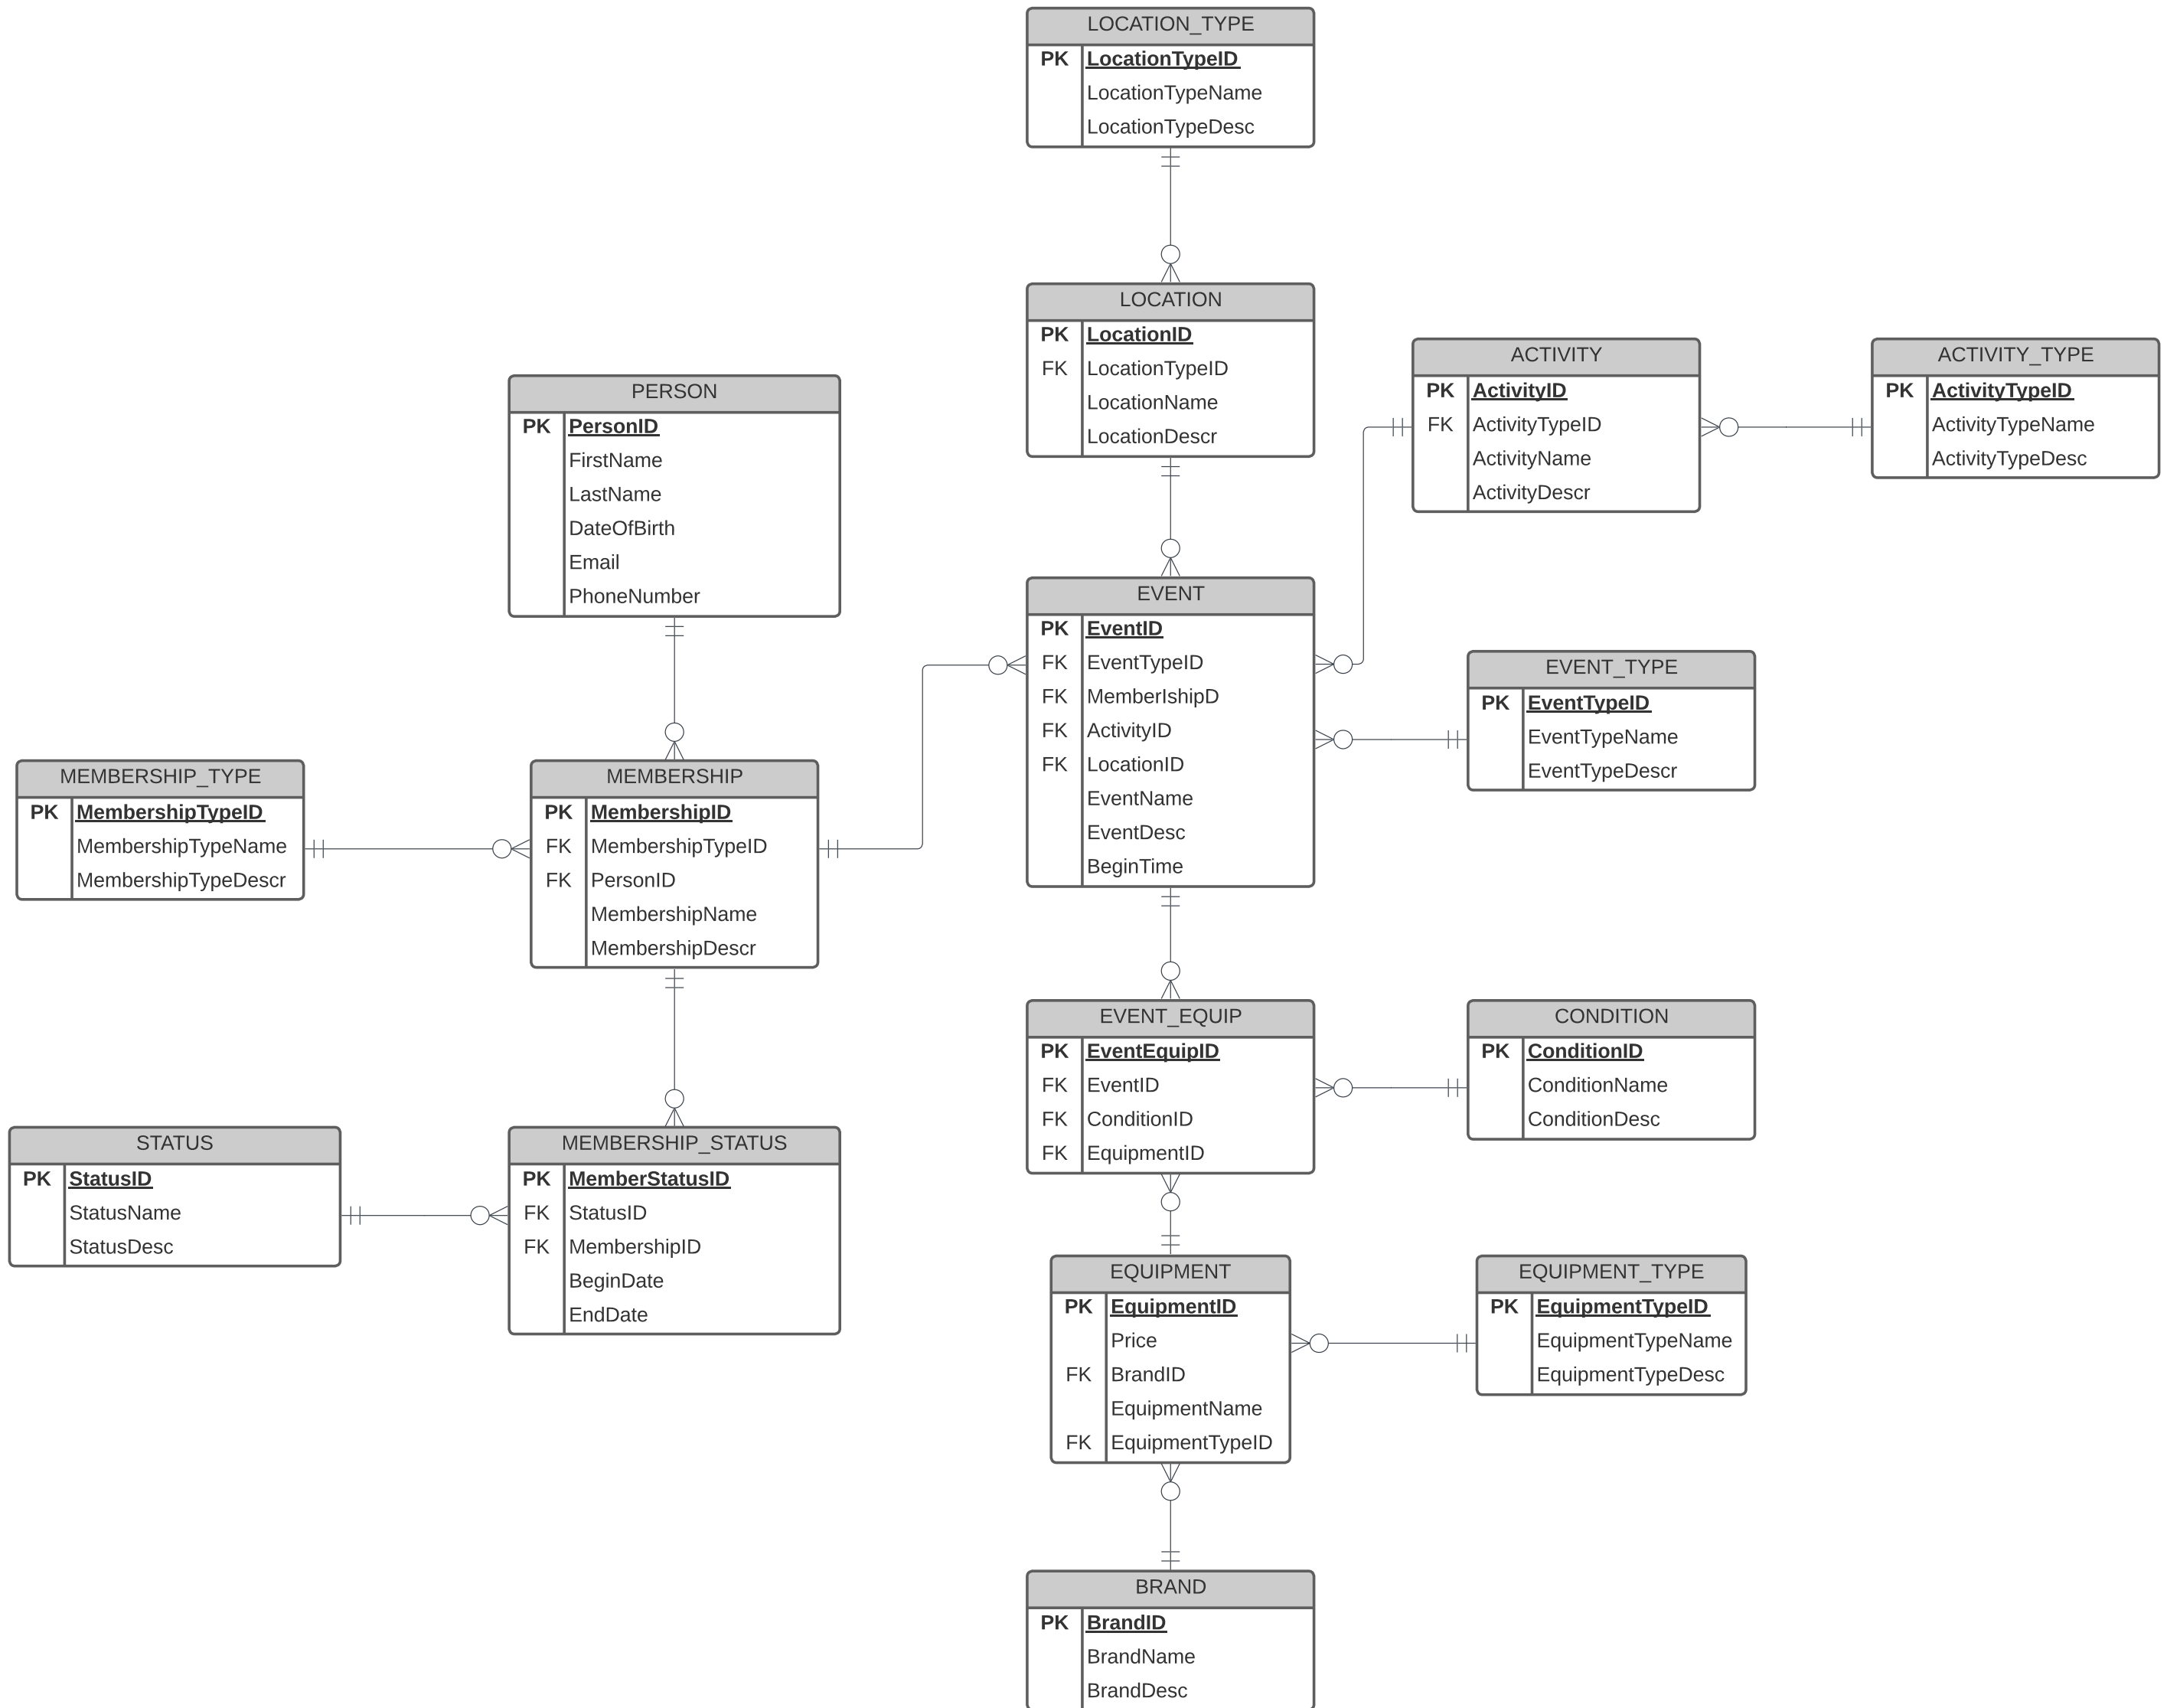 LOCATION_TYPE
PK LocationTypeID
LocationTypeName
LocationTypeDesc
LOCATION
PK LocationID
FK LocationTypeID
LocationName
LocationDescr
ACTIVITY
PK ActivityID
FK ActivityTypeID
ActivityName
ActivityDescr
ACTIVITY_TYPE
PK ActivityTypeID
ActivityTypeName
ActivityTypeDesc
PERSON
PK PersonID
FirstName
LastName
DateOfBirth
Email
PhoneNumber
EVENT
PK EventID
FK EventTypeID
FK MemberIshipD
FK ActivityID
FK LocationID
EventName
EventDesc
BeginTime
EVENT_TYPE
PK EventTypeID
EventTypeName
EventTypeDescr
MEMBERSHIP_TYPE
PK MembershipTypeID
MembershipTypeName
MembershipTypeDescr
MEMBERSHIP
PK MembershipID
FK MembershipTypeID
FK PersonID
MembershipName
MembershipDescr
EVENT_EQUIP
PK EventEquipID
FK EventID
FK ConditionID
FK EquipmentID
CONDITION
PK ConditionID
ConditionName
ConditionDesc
STATUS
PK StatusID
StatusName
StatusDesc
MEMBERSHIP_STATUS
PK MemberStatusID
FK StatusID
FK MembershipID
BeginDate
EndDate
EQUIPMENT
PK EquipmentID
Price
FK BrandID
EquipmentName
FK EquipmentTypeID
EQUIPMENT_TYPE
PK EquipmentTypeID
EquipmentTypeName
EquipmentTypeDesc
BRAND
PK BrandID
BrandName
BrandDesc